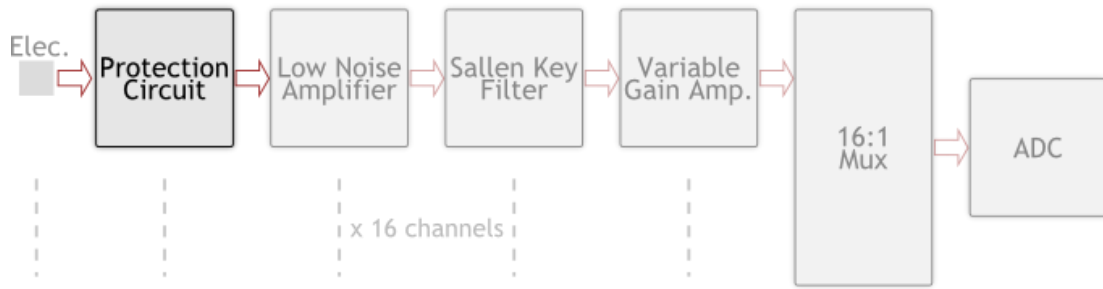 Elec.
Protection
Circuit
Low Noise
Amplifier
Sallen Key
Filter
Variable
Gain Amp.
16:1
Mux
ADC
x 16 channels